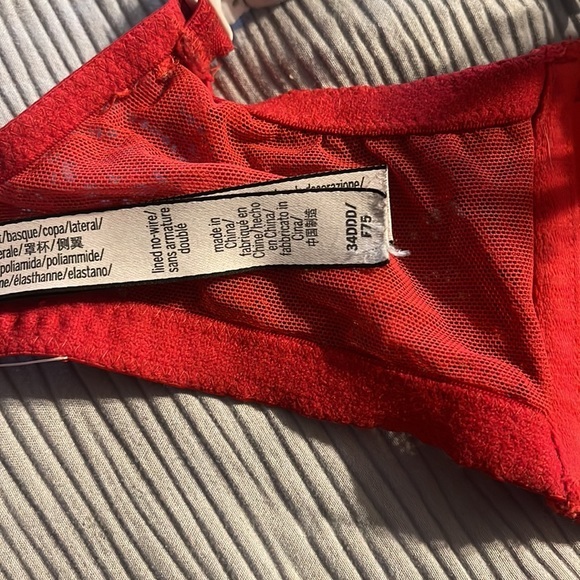 /basque/copa/lateral/
erale/罩杯/侧翼
poliamida/poliammide/
ne/élasthanne/elastano/
lined no-wire/
sans armature
doublé
made in
China/
fabriqué en
Chine/hecho
en China/
fabbricato in
Cina/
中国制造
34DDD/
F75